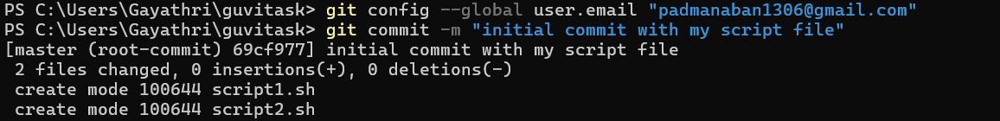 PS C:\Users\Gayathri\guvitask> git config --global user.email "padmanaban1306@gmail.com"
PS C:\Users\Gayathri\guvitask> git commit -m "initial commit with my script file"
[master (root-commit) 69cf977] initial commit with my script file
 2 files changed, 0 insertions(+), 0 deletions(-)
 create mode 100644 script1.sh
 create mode 100644 script2.sh